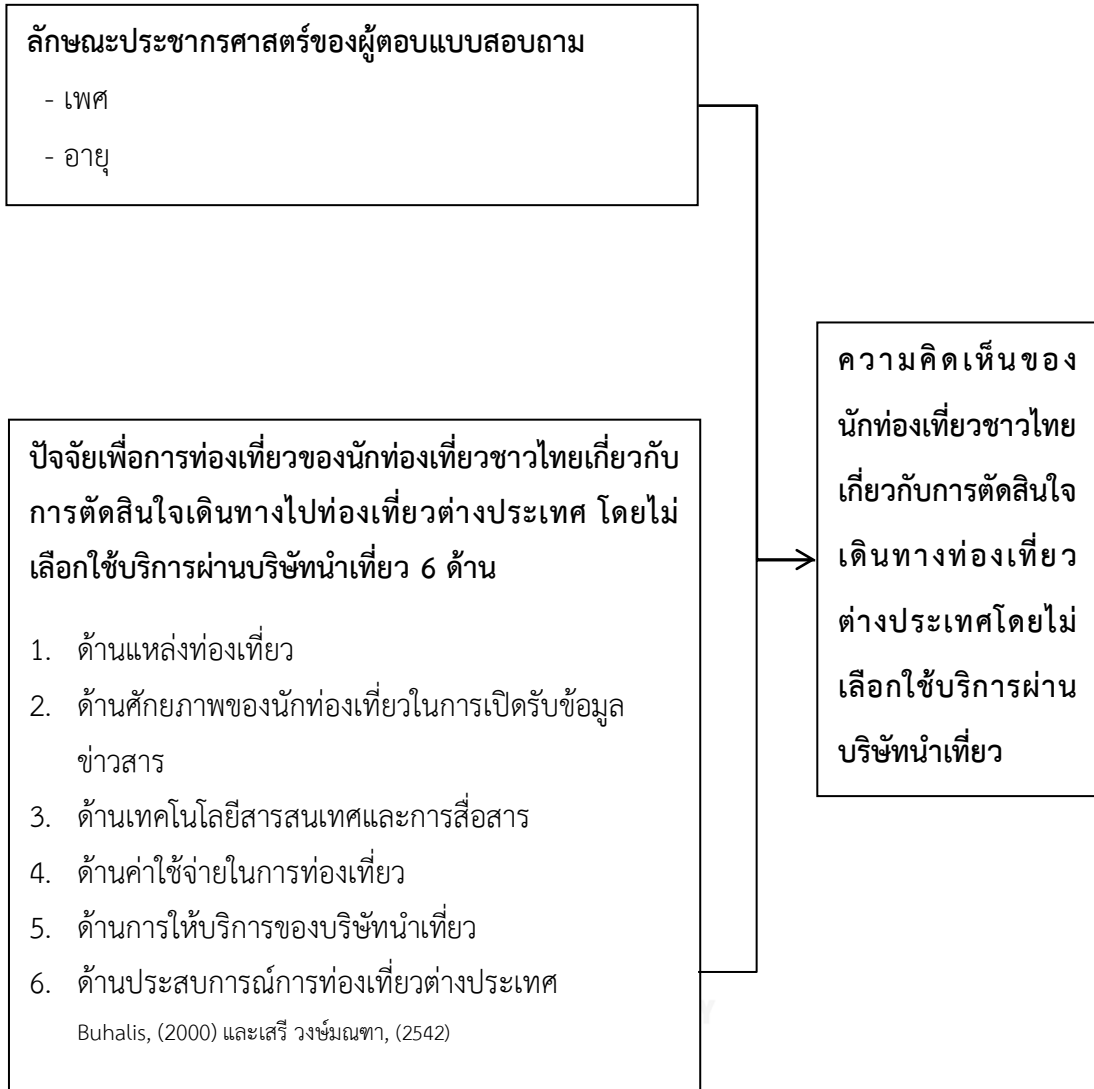 ลักษณะประชากรศาสตร์ของผู้ตอบแบบสอบถาม
- เพศ
- อายุ
ปัจจัยเพื่อการท่องเที่ยวของนักท่องเที่ยวชาวไทยเกี่ยวกับ
การตัดสินใจเดินทางไปท่องเที่ยวต่างประเทศ โดยไม่
เลือกใช้บริการผ่านบริษัทนำเที่ยว 6 ด้าน
1. ด้านแหล่งท่องเที่ยว
2. ด้านศักยภาพของนักท่องเที่ยวในการเปิดรับข้อมูล
ข่าวสาร
3. ด้านเทคโนโลยีสารสนเทศและการสื่อสาร
4. ด้านค่าใช้จ่ายในการท่องเที่ยว
5. ด้านการให้บริการของบริษัทนำเที่ยว
6. ด้านประสบการณ์การท่องเที่ยวต่างประเทศ
Buhalis, (2000) และเสรี วงษ์มณฑา, (2542)
ความคิดเห็นของ
นักท่องเที่ยวชาวไทย
เกี่ยวกับการตัดสินใจ
เดินทางท่องเที่ยว
ต่างประเทศโดยไม่
เลือกใช้บริการผ่าน
บริษัทนำเที่ยว